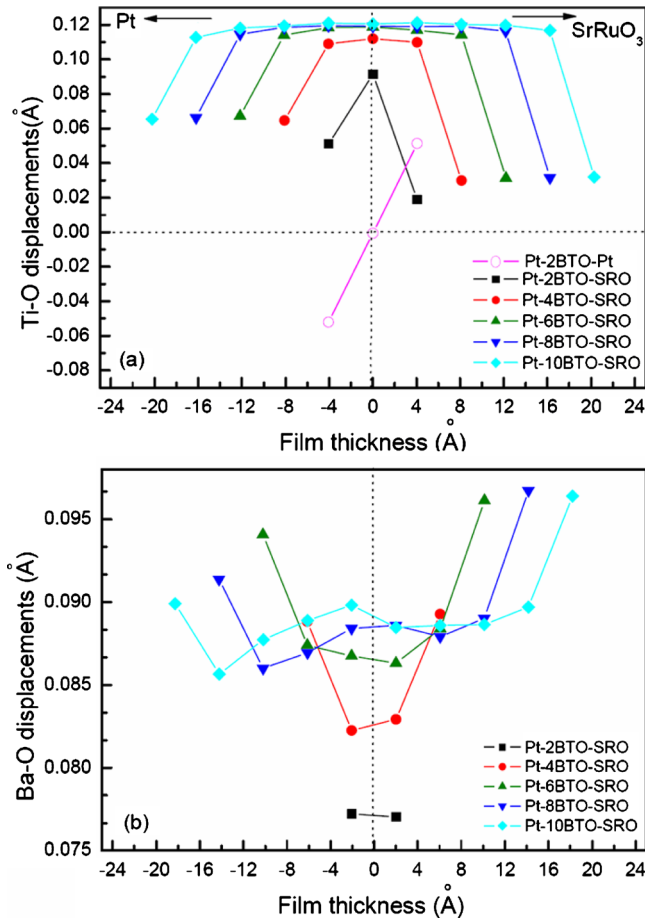 Pt
SrRuO₃
0.12
0.10
0.08
0.06
0.04
0.02
0.00
-0.02
-0.04
-0.06
-0.08
Ti-O displacements(Å)
Pt-2BTO-Pt
Pt-2BTO-SRO
Pt-4BTO-SRO
Pt-6BTO-SRO
Pt-8BTO-SRO
Pt-10BTO-SRO
(a)
-24 -20 -16 -12 -8 -4 0 4 8 12 16 20 24
Film thickness (Å)
0.095
0.090
0.085
0.080
0.075
Ba-O displacements (Å)
Pt-2BTO-SRO
Pt-4BTO-SRO
Pt-6BTO-SRO
Pt-8BTO-SRO
Pt-10BTO-SRO
(b)
-24 -20 -16 -12 -8 -4 0 4 8 12 16 20 24
Film thickness (Å)